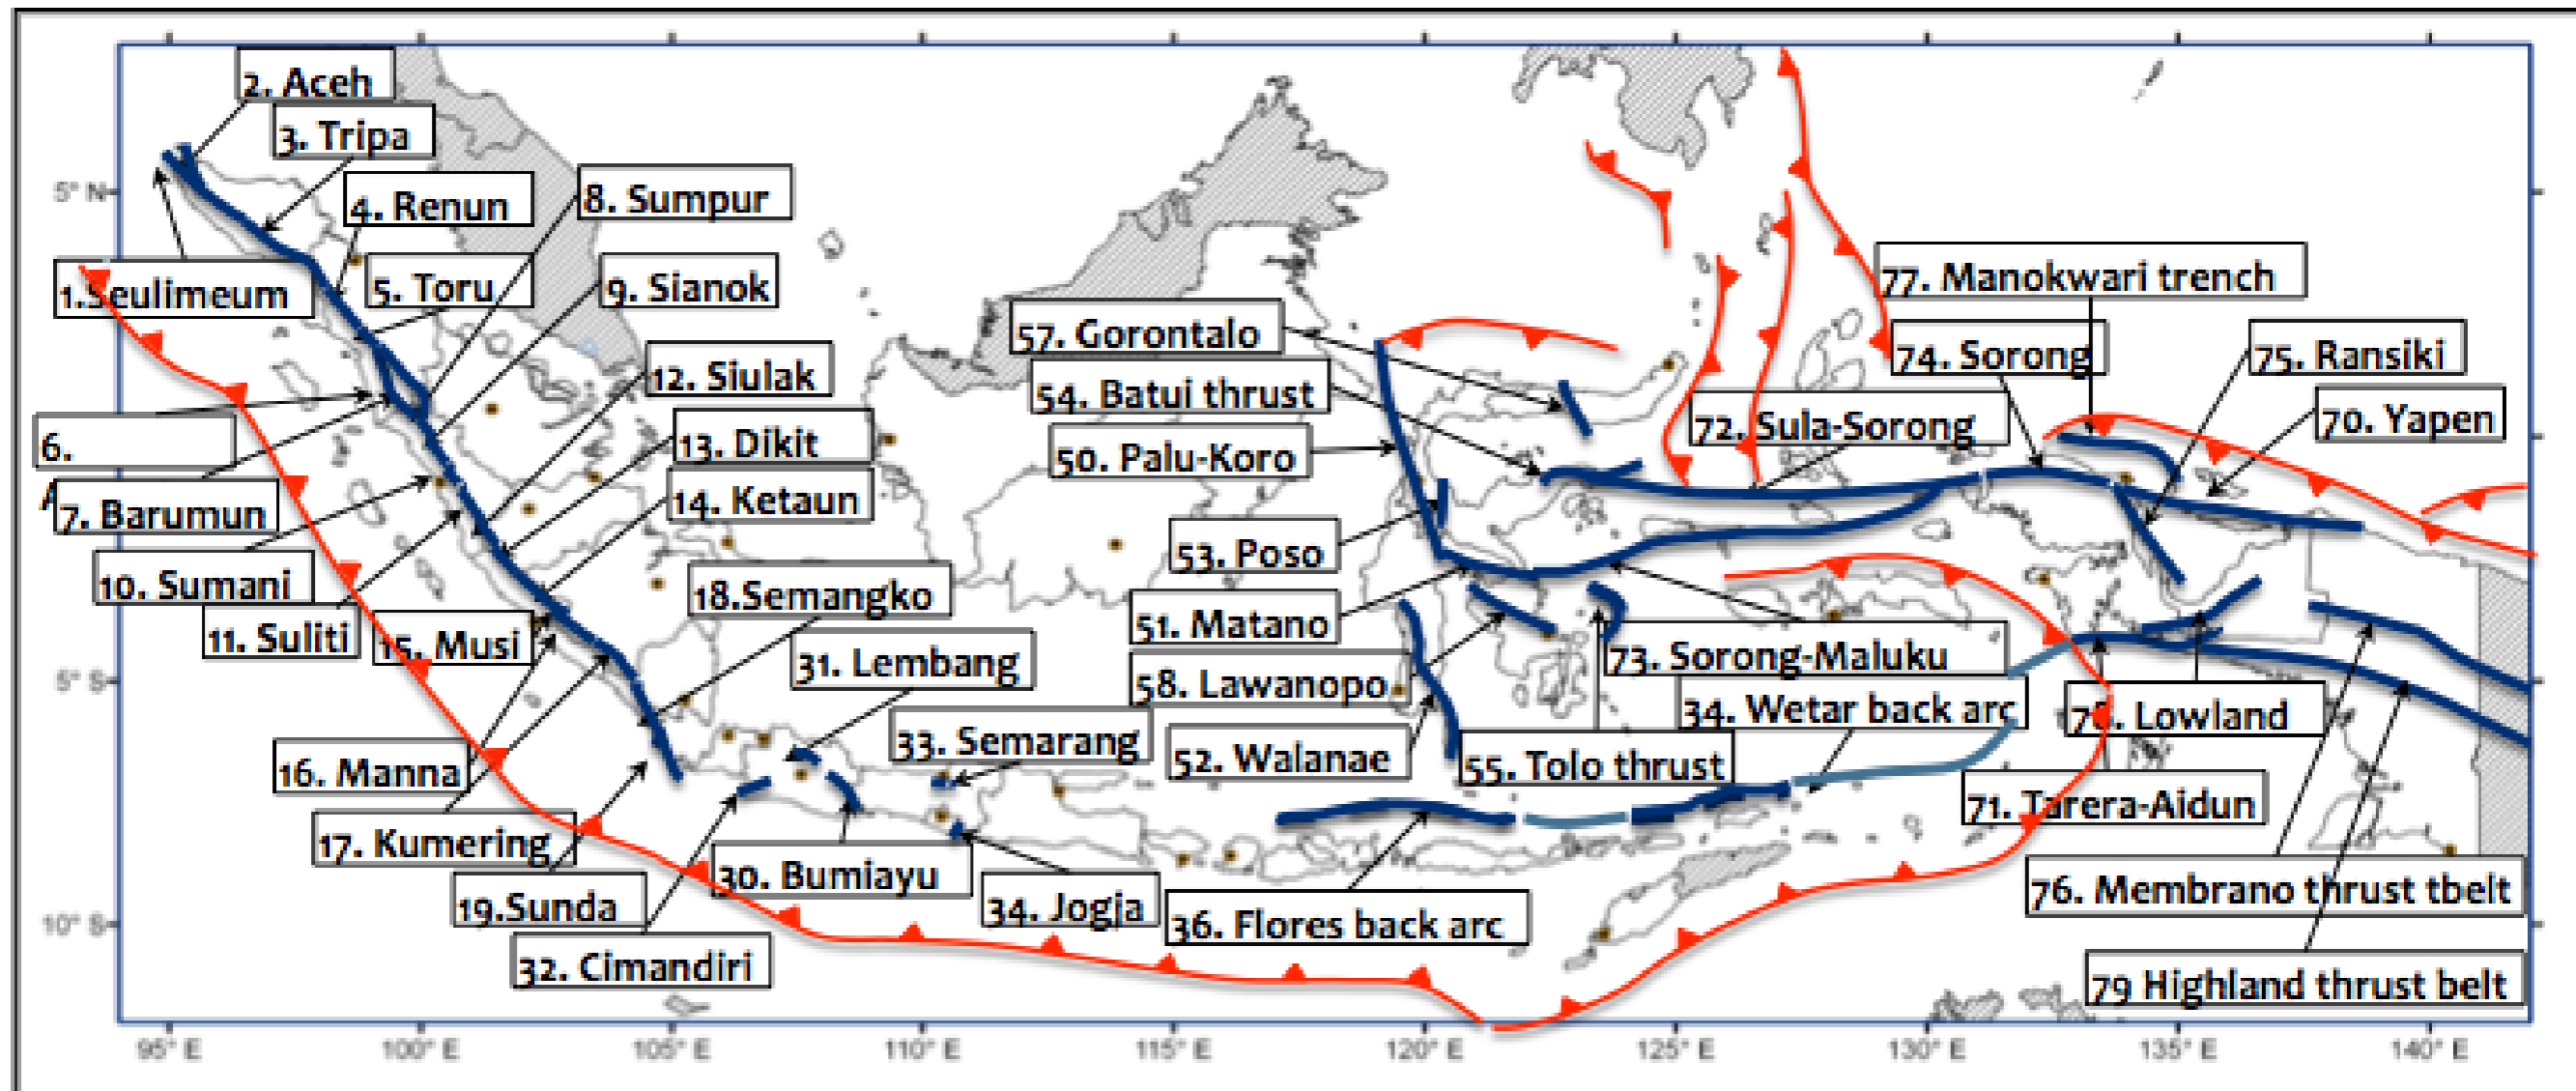 2. Aceh
3. Tripa
4. Renun
8. Sumpur
5° N
1.Seulimeum
5. Toru
9. Sianok
77. Manokwari trench
57. Gorontalo
74. Sorong
75. Ransiki
12. Siulak
54. Batui thrust
72. Sula-Sorong
70. Yapen
6.
13. Dikit
50. Palu-Koro
7. Barumun
14. Ketaun
53. Poso
10. Sumani
18.Semangko
51. Matano
11. Suliti
15. Musi
31. Lembang
73. Sorong-Maluku
5° S
58. Lawanopo
34. Wetar back arc
Lowland
33. Semarang
52. Walanae
55. Tolo thrust
16. Manna
71. Tarera-Aidun
17. Kumering
30. Bumiayu
76. Membrano thrust tbelt
19.Sunda
34. Jogja
36. Flores back arc
10° S
32. Cimandiri
79 Highland thrust belt
95° E
100° E
105° E
110° E
115° E
120° E
125° E
130° E
135° E
140° E